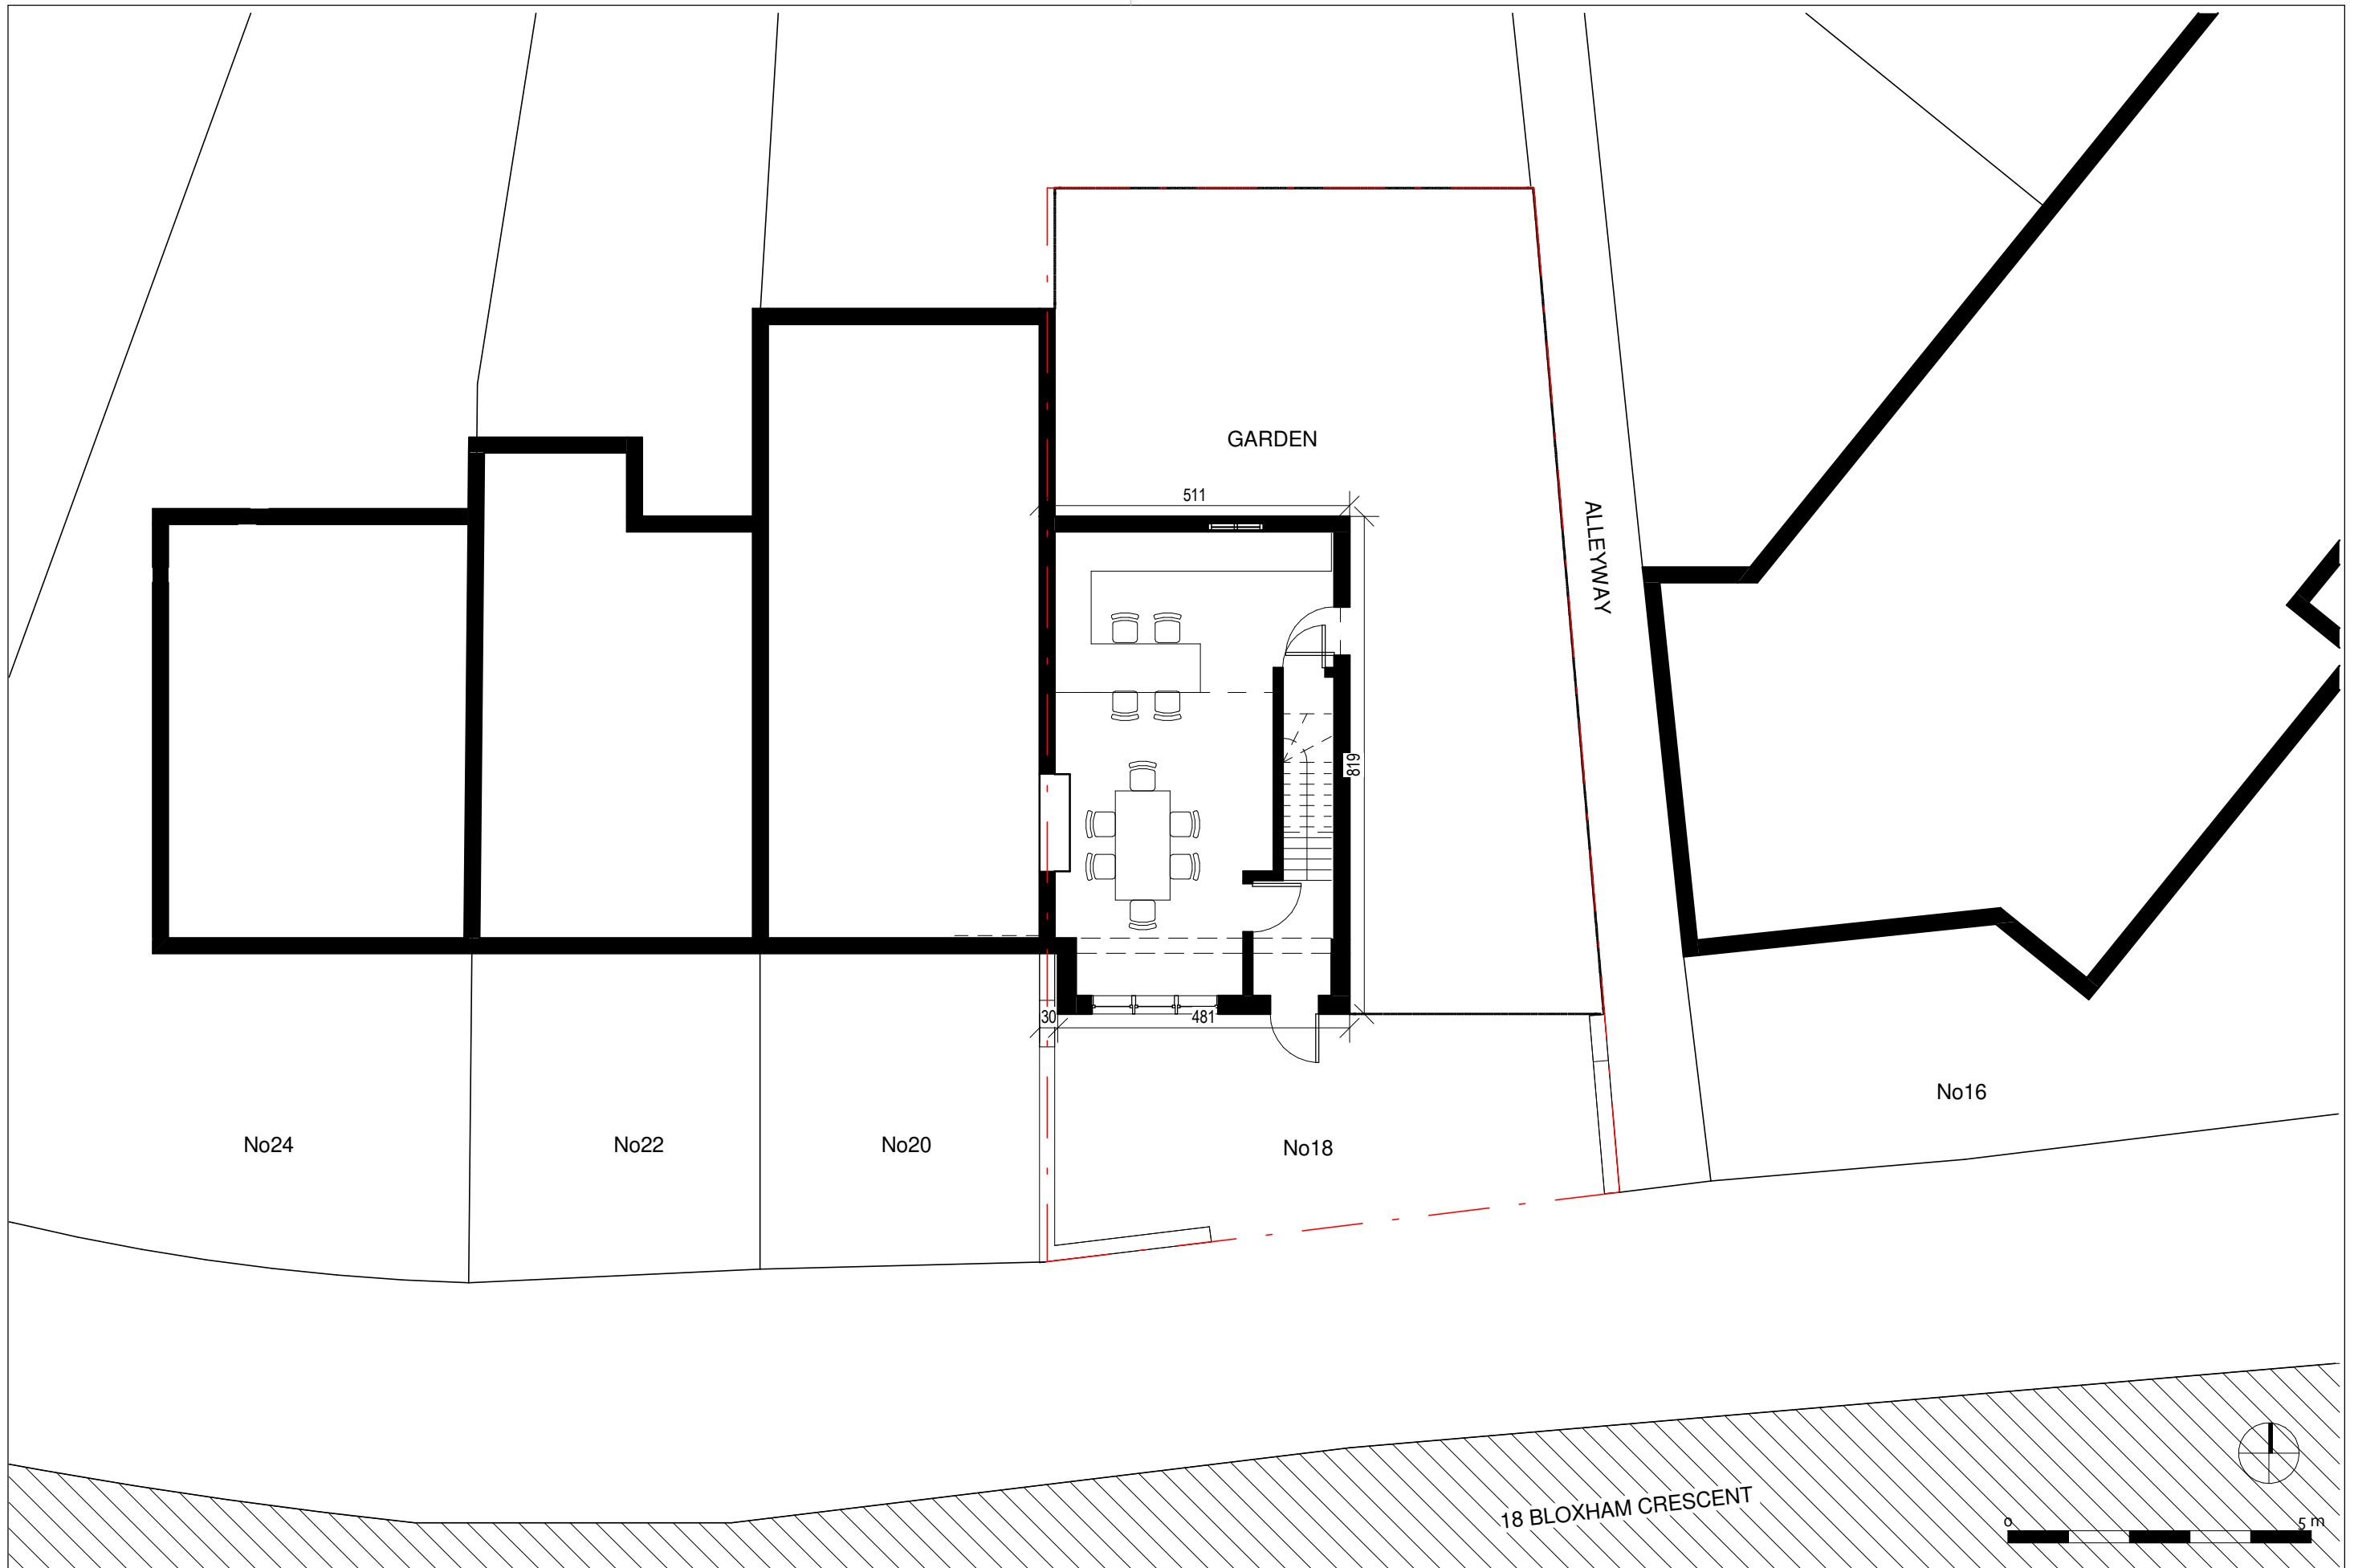 GARDEN
511
ALLEYWAY
819
30
481
No16
No24
No22
No20
No18
18 BLOXHAM CRESCENT
0
5 m